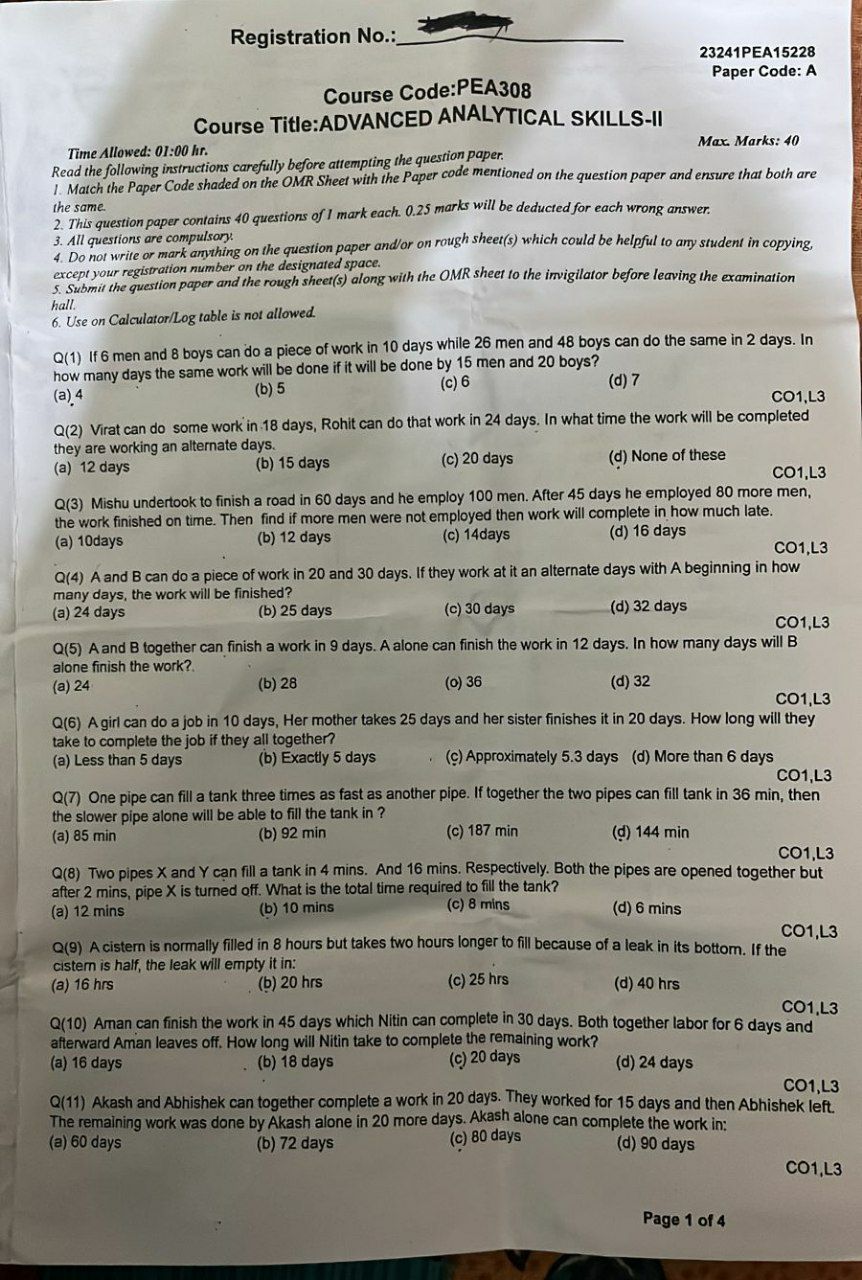 Registration No.:
23241PEA15228
Paper Code: A
Course Code:PEA308
Course Title:ADVANCED ANALYTICAL SKILLS-II
Time Allowed: 01:00 hr.
Max. Marks: 40
Read the following instructions carefully before attempting the question paper.
1. Match the Paper Code shaded on the OMR Sheet with the Paper code mentioned on the question paper and ensure that both are
the same.
2. This question paper contains 40 questions of 1 mark each. 0.25 marks will be deducted for each wrong answer.
3. All questions are compulsory.
4. Do not write or mark anything on the question paper and/or on rough sheet(s) which could be helpful to any student in copying,
except your registration number on the designated space.
5. Submit the question paper and the rough sheet(s) along with the OMR sheet to the invigilator before leaving the examination
hall.
6. Use on Calculator/Log table is not allowed.
Q(1) If 6 men and 8 boys can do a piece of work in 10 days while 26 men and 48 boys can do the same in 2 days. In
how many days the same work will be done if it will be done by 15 men and 20 boys?
(a) 4 (b) 5 (c) 6 (d) 7
CO1,L3
Q(2) Virat can do some work in 18 days, Rohit can do that work in 24 days. In what time the work will be completed
they are working an alternate days.
(a) 12 days (b) 15 days (c) 20 days (d) None of these
CO1,L3
Q(3) Mishu undertook to finish a road in 60 days and he employ 100 men. After 45 days he employed 80 more men,
the work finished on time. Then find if more men were not employed then work will complete in how much late.
(a) 10days (b) 12 days (c) 14days (d) 16 days
CO1,L3
Q(4) A and B can do a piece of work in 20 and 30 days. If they work at it an alternate days with A beginning in how
many days, the work will be finished?
(a) 24 days (b) 25 days (c) 30 days (d) 32 days
CO1,L3
Q(5) A and B together can finish a work in 9 days. A alone can finish the work in 12 days. In how many days will B
alone finish the work?.
(a) 24 (b) 28 (c) 36 (d) 32
CO1,L3
Q(6) A girl can do a job in 10 days, Her mother takes 25 days and her sister finishes it in 20 days. How long will they
take to complete the job if they all together?
(a) Less than 5 days (b) Exactly 5 days (c) Approximately 5.3 days (d) More than 6 days
CO1,L3
Q(7) One pipe can fill a tank three times as fast as another pipe. If together the two pipes can fill tank in 36 min, then
the slower pipe alone will be able to fill the tank in ?
(a) 85 min (b) 92 min (c) 187 min (d) 144 min
CO1,L3
Q(8) Two pipes X and Y can fill a tank in 4 mins. And 16 mins. Respectively. Both the pipes are opened together but
after 2 mins, pipe X is turned off. What is the total time required to fill the tank?
(a) 12 mins (b) 10 mins (c) 8 mins (d) 6 mins
CO1,L3
Q(9) A cistern is normally filled in 8 hours but takes two hours longer to fill because of a leak in its bottom. If the
cistern is half, the leak will empty it in:
(a) 16 hrs (b) 20 hrs (c) 25 hrs (d) 40 hrs
CO1,L3
Q(10) Aman can finish the work in 45 days which Nitin can complete in 30 days. Both together labor for 6 days and
afterward Aman leaves off. How long will Nitin take to complete the remaining work?
(a) 16 days (b) 18 days (c) 20 days (d) 24 days
CO1,L3
Q(11) Akash and Abhishek can together complete a work in 20 days. They worked for 15 days and then Abhishek left.
The remaining work was done by Akash alone in 20 more days. Akash alone can complete the work in:
(a) 60 days (b) 72 days (c) 80 days (d) 90 days
CO1,L3
Page 1 of 4